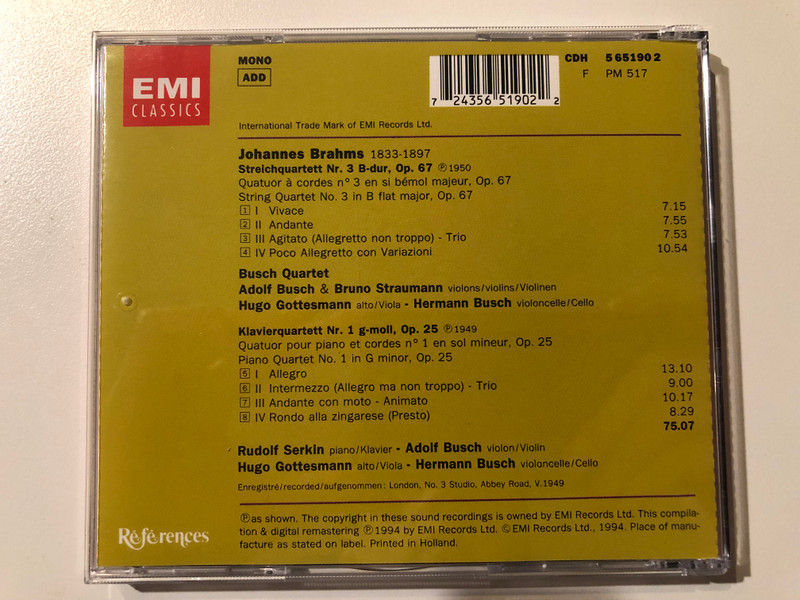 EMI
CLASSICS
MONO
ADD
7 24356 51902 2
CDH 5 65190 2
F PM 517
International Trade Mark of EMI Records Ltd.
Johannes Brahms 1833-1897
Streichquartett Nr. 3 B-dur, Op. 67 ℗1950
Quatuor à cordes n° 3 en si bémol majeur, Op. 67
String Quartet No. 3 in B flat major, Op. 67
1 I Vivace 7.15
2 II Andante 7.55
3 III Agitato (Allegretto non troppo) - Trio 7.53
4 IV Poco Allegretto con Variazioni 10.54
Busch Quartet
Adolf Busch & Bruno Straumann violons/violins/Violinen
Hugo Gottesmann alto/Viola - Hermann Busch violoncelle/Cello
Klavierquartett Nr. 1 g-moll, Op. 25 ℗1949
Quatuor pour piano et cordes n° 1 en sol mineur, Op. 25
Piano Quartet No. 1 in G minor, Op. 25
5 I Allegro 13.10
6 II Intermezzo (Allegro ma non troppo) - Trio 9.00
7 III Andante con moto - Animato 10.17
8 IV Rondo alla zingarese (Presto) 8.29
75.07
Rudolf Serkin piano/Klavier - Adolf Busch violon/Violin
Hugo Gottesmann alto/Viola - Hermann Busch violoncelle/Cello
Enregistré/recorded/aufgenommen: London, No. 3 Studio, Abbey Road, V.1949
℗as shown. The copyright in these sound recordings is owned by EMI Records Ltd. This compila-
tion & digital remastering ℗1994 by EMI Records Ltd. ©EMI Records Ltd., 1994. Place of manu-
facture as stated on label. Printed in Holland.
Références